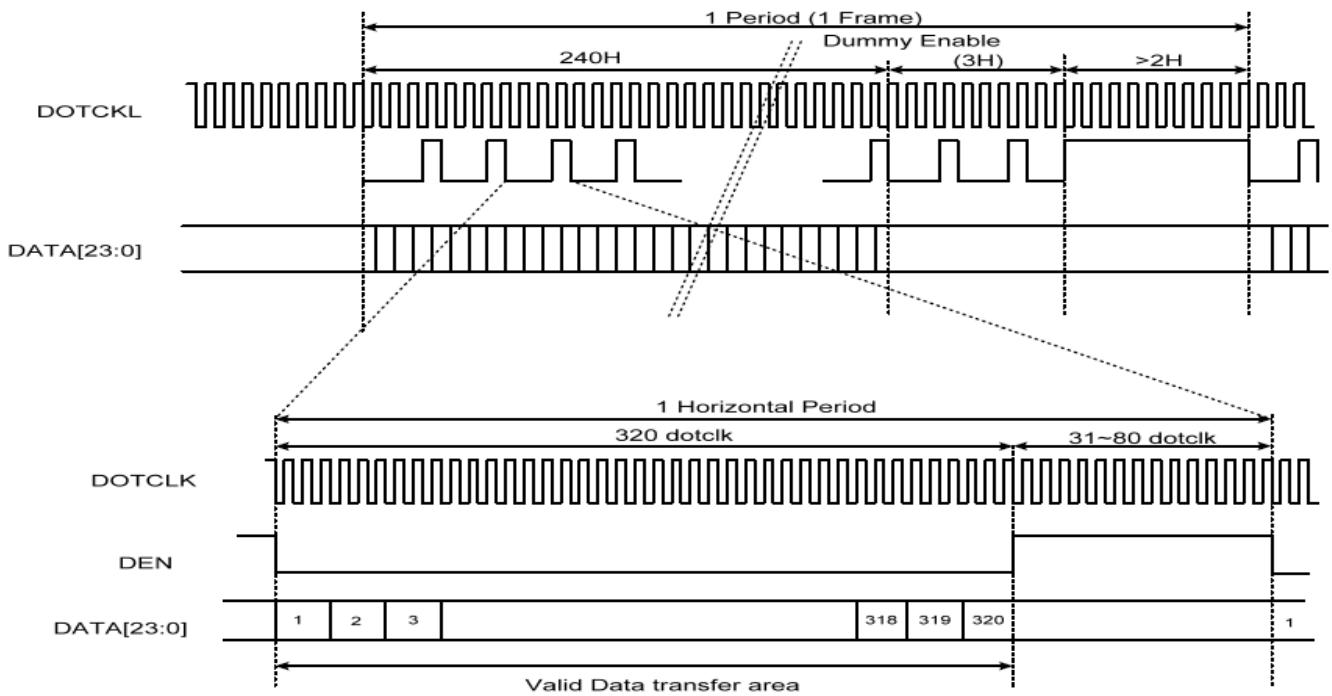 1 Period (1 Frame)
Dummy Enable
240H
(3H)
>2H
DOTCKL
DATA[23:0]
1 Horizontal Period
320 dotclk
31~80 dotclk
DOTCLK
DEN
DATA[23:0]
1 2 3 318 319 320 1
Valid Data transfer area